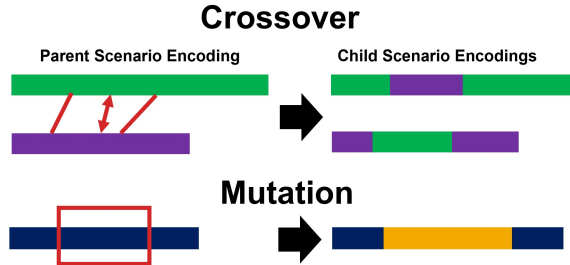 Crossover
Parent Scenario Encoding
Child Scenario Encodings
Mutation